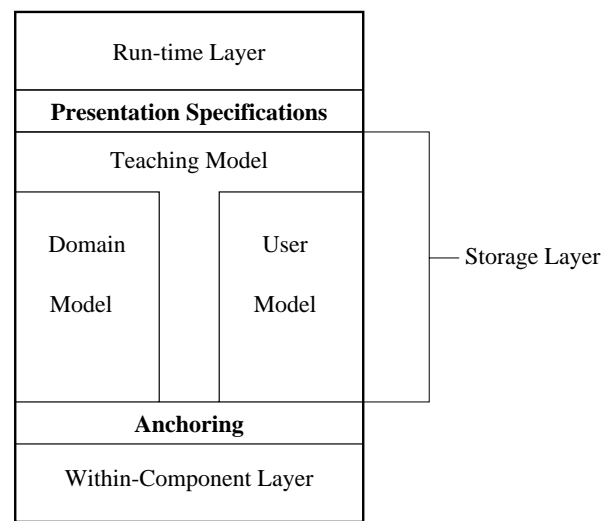 Run-time Layer
Presentation Specifications
Teaching Model
Domain
Model
User
Model
Storage Layer
Anchoring
Within-Component Layer